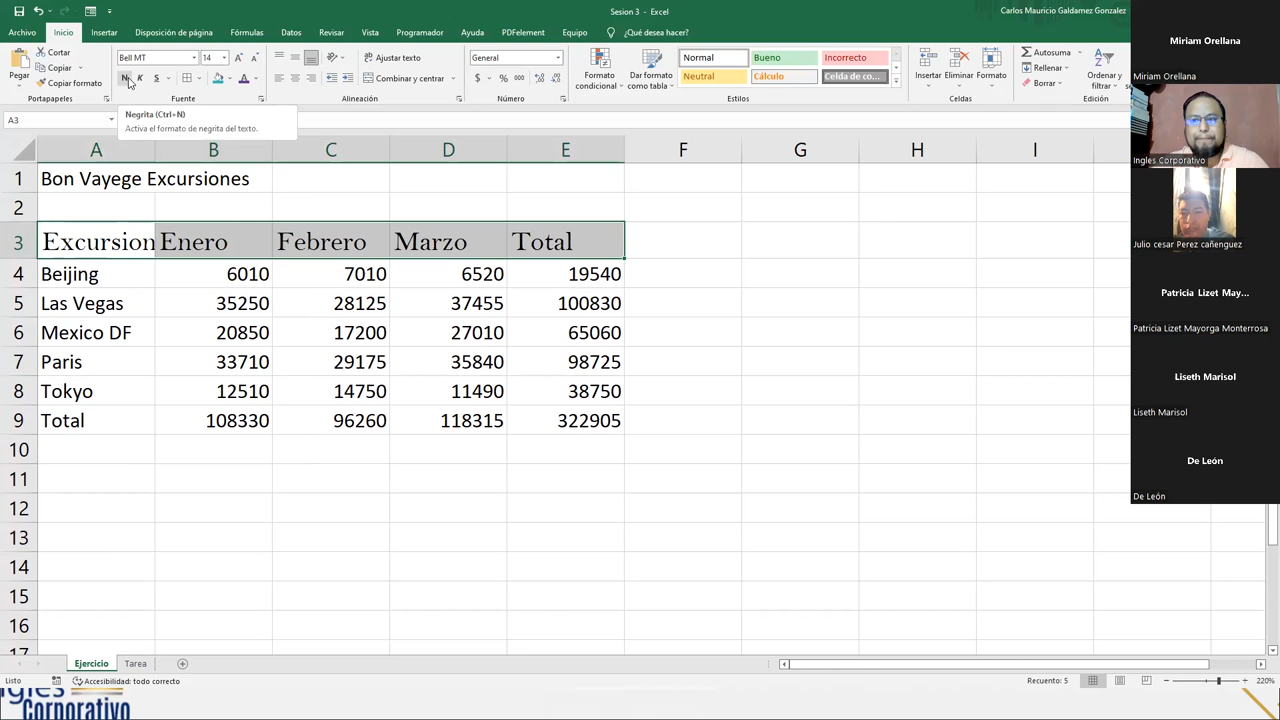 Sesion 3 - Excel
Carlos Mauricio Galdamez Gonzalez
Archivo Inicio Insertar Disposición de página Fórmulas Datos Revisar Vista Programador Ayuda PDFelement Equipo ¿Qué desea hacer?
Pegar
Cortar
Copiar
Copiar formato
Portapapeles
Bell MT 14
N K S
Fuente
Ajustar texto
Combinar y centrar
Alineación
General
$ % 000
Número
Formato condicional
Dar formato como tabla
Normal Bueno Incorrecto
Neutral Cálculo Celda de co...
Estilos
Insertar Eliminar Formato
Celdas
Autosuma
Rellenar
Borrar
Ordenar y filtrar
Edición
A3
Negrita (Ctrl+N)
Activa el formato de negrita del texto.
A B C D E F G H I
1 Bon Vayege Excursiones
2
3 Excursion Enero Febrero Marzo Total
4 Beijing 6010 7010 6520 19540
5 Las Vegas 35250 28125 37455 100830
6 Mexico DF 20850 17200 27010 65060
7 Paris 33710 29175 35840 98725
8 Tokyo 12510 14750 11490 38750
9 Total 108330 96260 118315 322905
10
11
12
13
14
15
16
17
Ejercicio Tarea
Listo
Accesibilidad: todo correcto
Recuento: 5
220%
Ingles
Corporativo
Miriam Orellana
Miriam Orellana
Ingles Corporativo
Julio cesar Perez cañenguez
Patricia Lizet May...
Patricia Lizet Mayorga Monterrosa
Liseth Marisol
Liseth Marisol
De León
De León